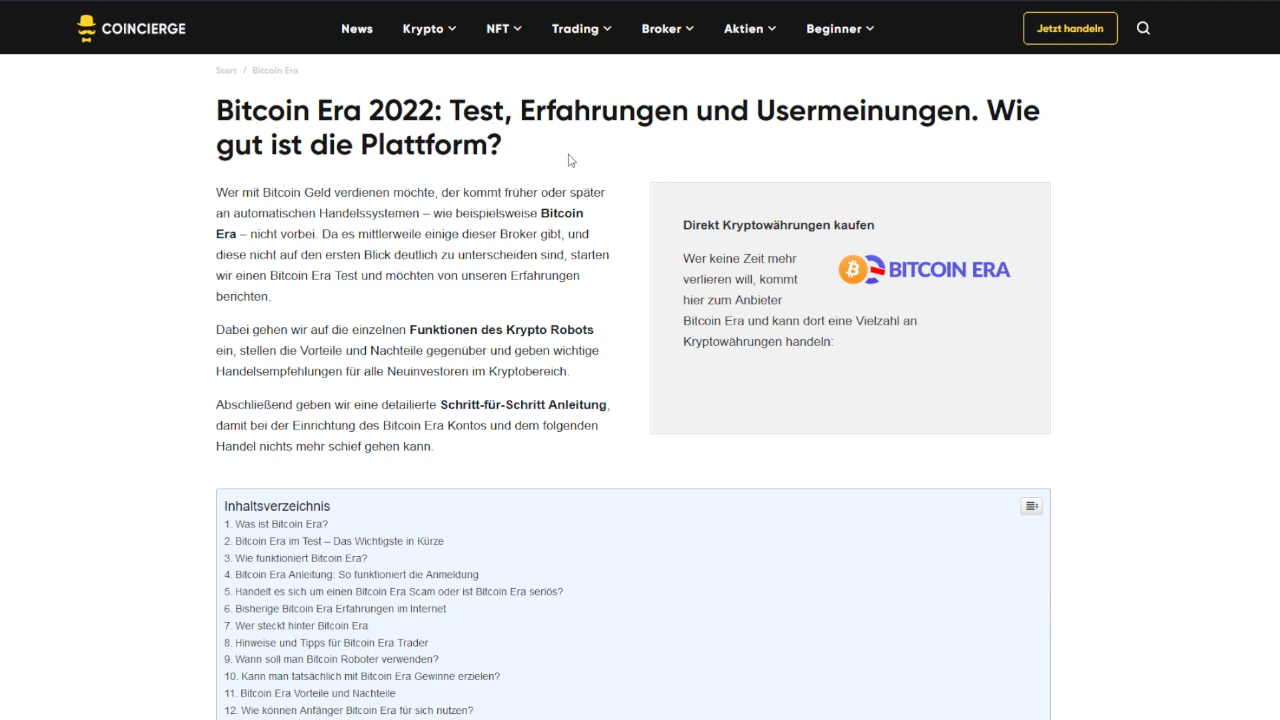 COINCIERGE
News Krypto NFT Trading Broker Aktien Beginner Jetzt handeln
Start / Bitcoin Era
Bitcoin Era 2022: Test, Erfahrungen und Usermeinungen. Wie
gut ist die Plattform?
Wer mit Bitcoin Geld verdienen möchte, der kommt früher oder später
an automatischen Handelssystemen – wie beispielsweise Bitcoin
Era – nicht vorbei. Da es mittlerweile einige dieser Broker gibt, und
diese nicht auf den ersten Blick deutlich zu unterscheiden sind, starten
wir enen Bitcoin Era Test und möchten von unseren Erfahrungen
berichten.
Dabei gehen wir auf die einzelnen Funktionen des Krypto Robots
ein, stellen die Vorteile und Nachteile gegenüber und geben wichtige
Handelsempfehlungen für alle Neuinvestoren im Kryptobereich.
Abschließend geben wir eine detailierte Schritt-für-Schritt Anleitung,
damit bei der Einrichtung des Bitcoin Era Kontos und dem folgenden
Handel nichts mehr schief gehen kann.
Direkt Kryptowährungen kaufen
Wer keine Zeit mehr
verlieren will, kommt
hier zum Anbieter
BITCOIN ERA
Bitcoin Era und kann dort eine Vielzahl an
Kryptowährungen handeln:
Inhaltsverzeichnis
1. Was ist Bitcoin Era?
2. Bitcoin Era im Test – Das Wichtigste in Kürze
3. Wie funktioniert Bitcoin Era?
4. Bitcoin Era Anleitung: So funktioniert die Anmeldung
5. Handelt es sich um einen Bitcoin Era Scam oder ist Bitcoin Era seriös?
6. Bisherige Bitcoin Era Erfahrungen im Internet
7. Wer steckt hinter Bitcoin Era
8. Hinweise und Tipps für Bitcoin Era Trader
9. Wann soll man Bitcoin Roboter verwenden?
10. Kann man tatsächlich mit Bitcoin Era Gewinne erzielen?
11. Bitcoin Era Vorteile und Nachteile
12. Wie können Anfänger Bitcoin Era für sich nutzen?